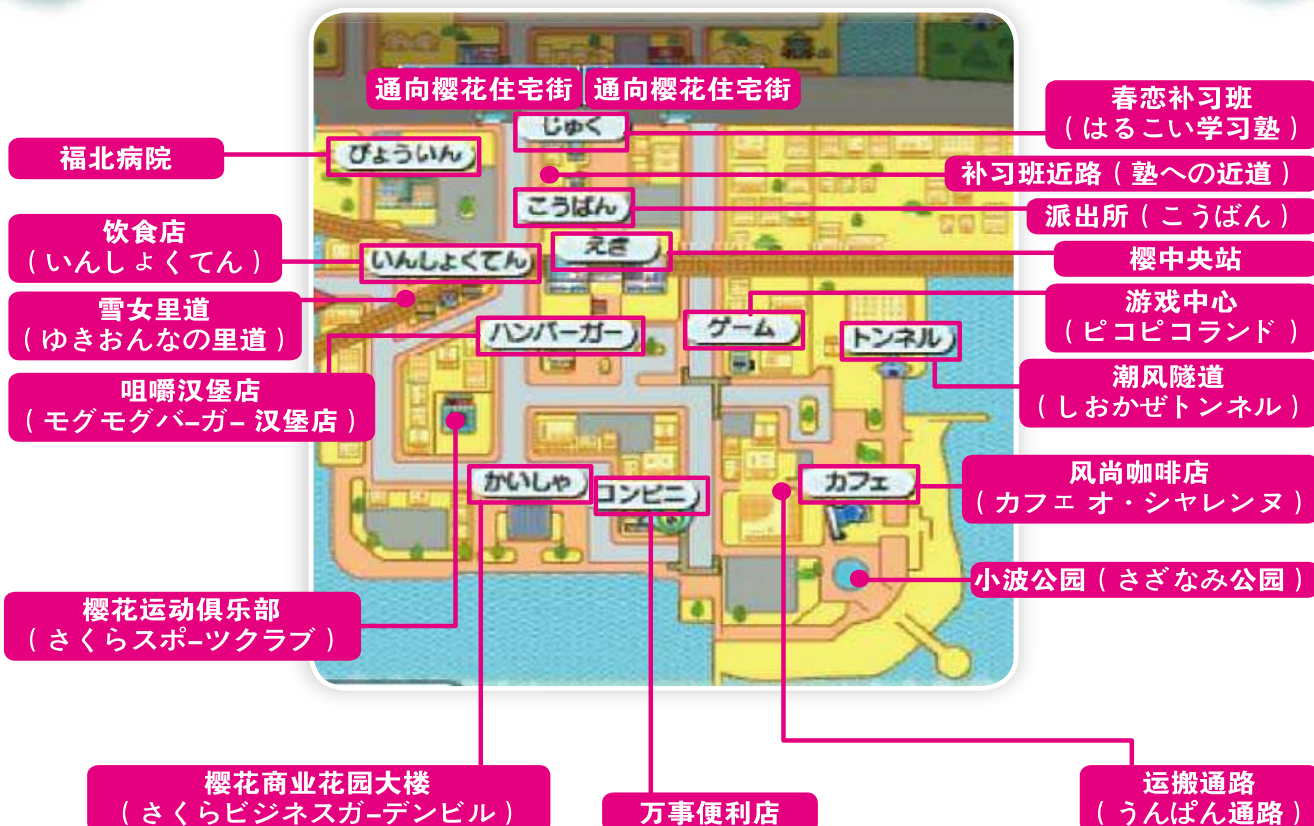 通向樱花住宅街
通向樱花住宅街
春恋补习班
(はるこい学习塾)
じゅく
福北病院
びょういん
补习班近路(塾への近道)
こうばん
派出所(こうばん)
饮食店
(いんしょくてん)
いんしょくてん
えき
樱中央站
雪女里道
(ゆきおんなの里道)
游戏中心
(ピコピコランド)
ハンバーガー
ゲーム
トンネル
咀嚼汉堡店
(モグモグバ–ガ– 汉堡店)
潮风隧道
(しおかぜトンネル)
かいしゃ
コンビニ
カフェ
风尚咖啡店
(カフェ オ・シャレンヌ)
小波公园(さざなみ公园)
樱花运动俱乐部
(さくらスポ–ツクラブ)
樱花商业花园大楼
(さくらビジネスガ–デンビル)
万事便利店
运搬通路
(うんぱん通路)